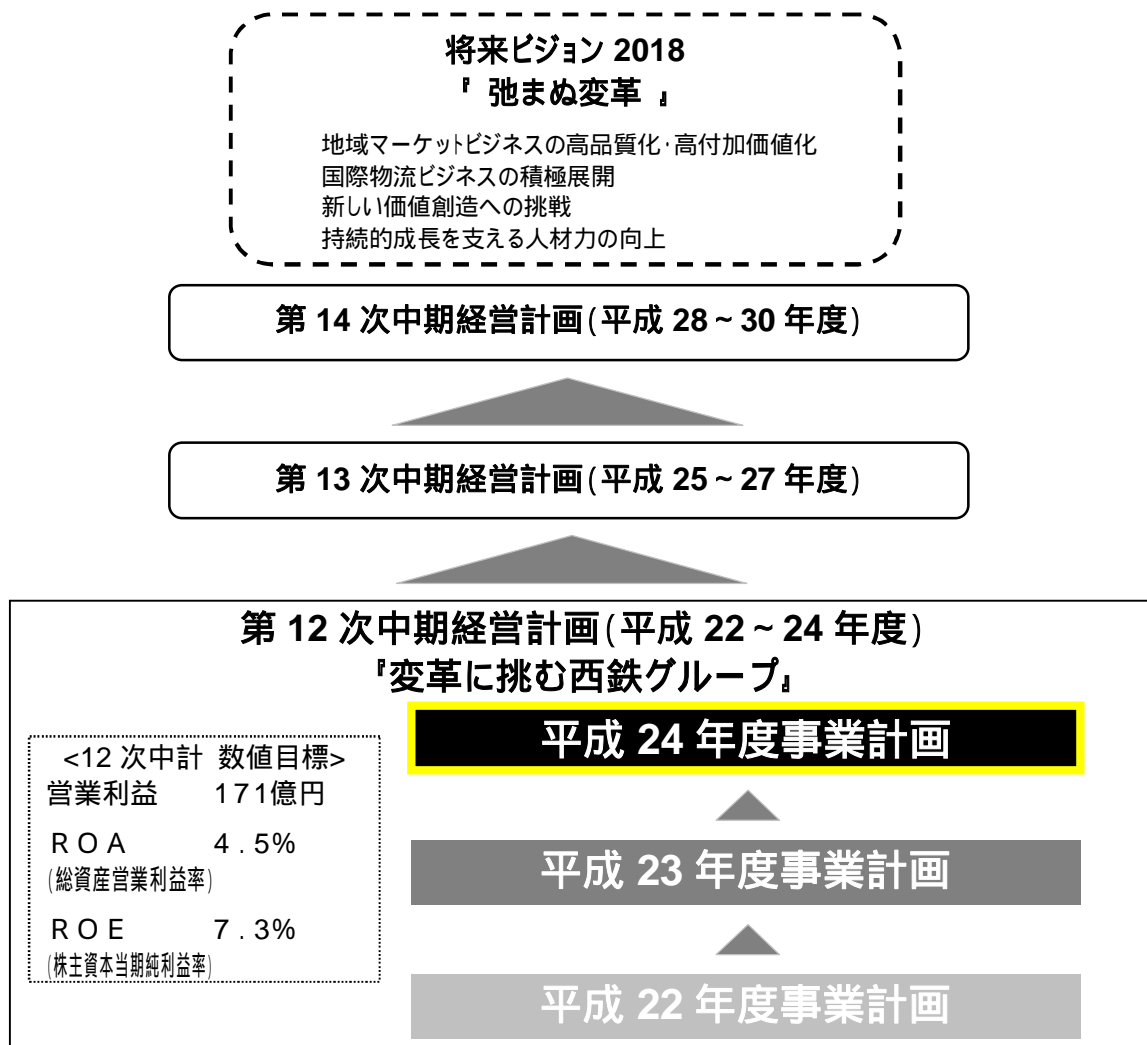 将来ビジョン 2018
『 弛まぬ変革 』
地域マーケットビジネスの高品質化・高付加価値化
国際物流ビジネスの積極展開
新しい価値創造への挑戦
持続的成長を支える人材力の向上
第 14 次中期経営計画(平成 28~30 年度)
第 13 次中期経営計画(平成 25~27 年度)
第 12 次中期経営計画(平成 22~24 年度)
『変革に挑む西鉄グループ』
<12 次中計 数値目標>
営業利益 171億円
ROA 4.5%
(総資産営業利益率)
ROE 7.3%
(株主資本当期純利益率)
平成 24 年度事業計画
平成 23 年度事業計画
平成 22 年度事業計画